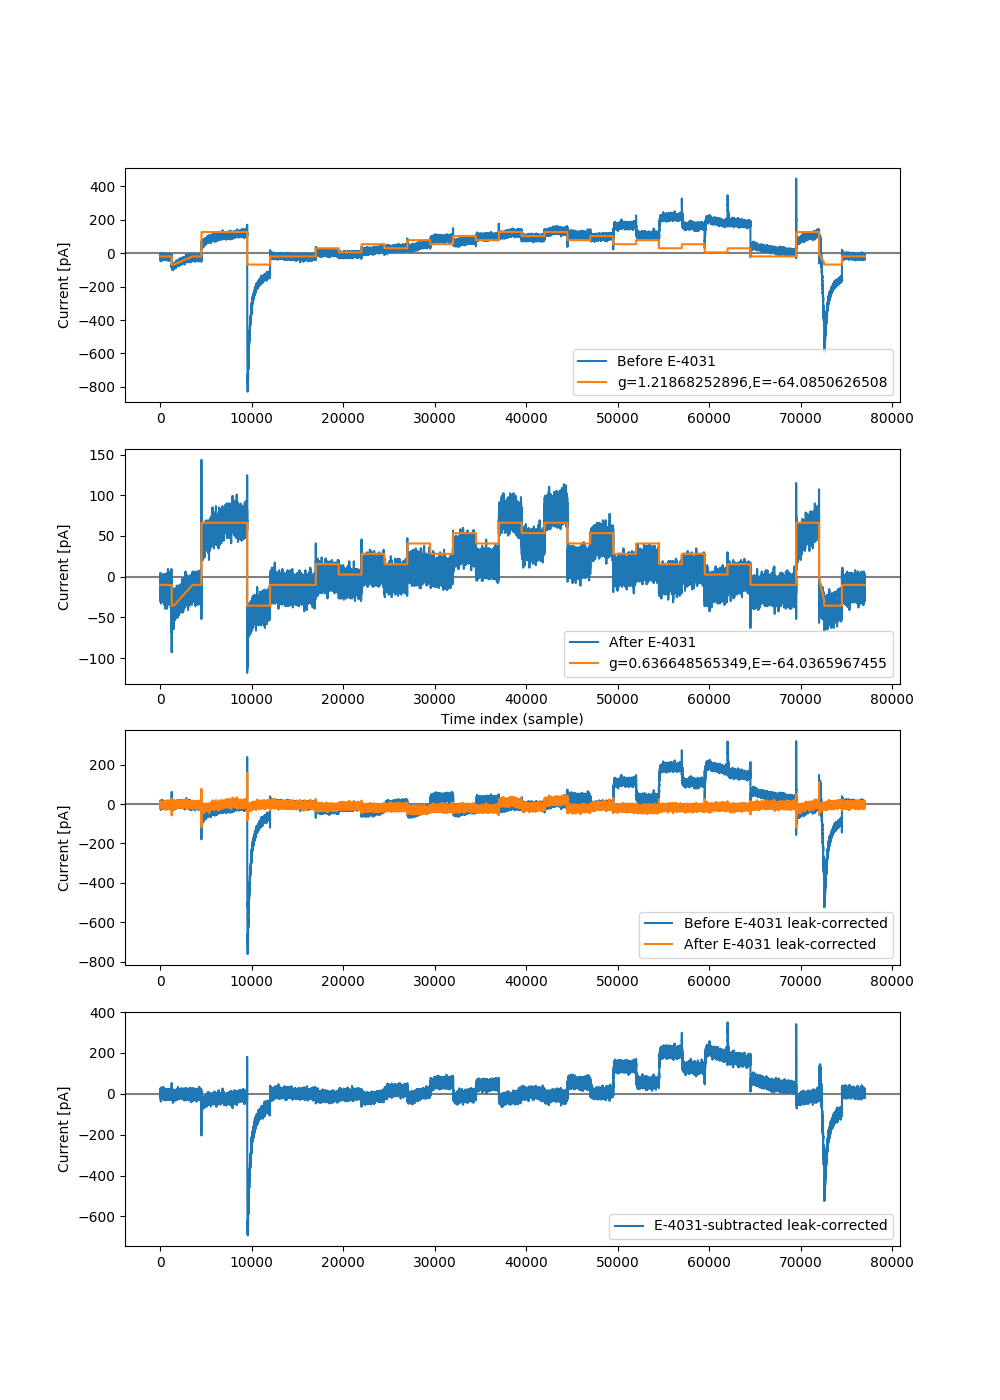 400
200
0
−200
−400
−600
−800
Current [pA]
Before E-4031
g=1.21868252896,E=-64.0850626508
0 10000 20000 30000 40000 50000 60000 70000 80000
150
100
50
0
−50
−100
Current [pA]
After E-4031
g=0.636648565349,E=-64.0365967455
0 10000 20000 30000 40000 50000 60000 70000 80000
Time index (sample)
200
0
−200
−400
−600
−800
Current [pA]
Before E-4031 leak-corrected
After E-4031 leak-corrected
0 10000 20000 30000 40000 50000 60000 70000 80000
400
200
0
−200
−400
−600
Current [pA]
E-4031-subtracted leak-corrected
0 10000 20000 30000 40000 50000 60000 70000 80000